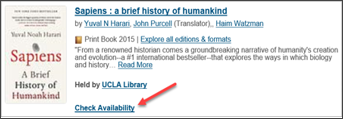 Yuval Noah Harari
Sapiens
A Brief
History of
Humankind
Sapiens : a brief history of humankind
by Yuval N Harari, John Purcell (Translator),, Haim Watzman
Print Book 2015 | Explore all editions & formats
"From a renowned historian comes a groundbreaking narrative of humanity's creation
and evolution--a #1 international bestseller--that explores the ways in which biology
and history… Read More
Held by UCLA Library
Check Availability